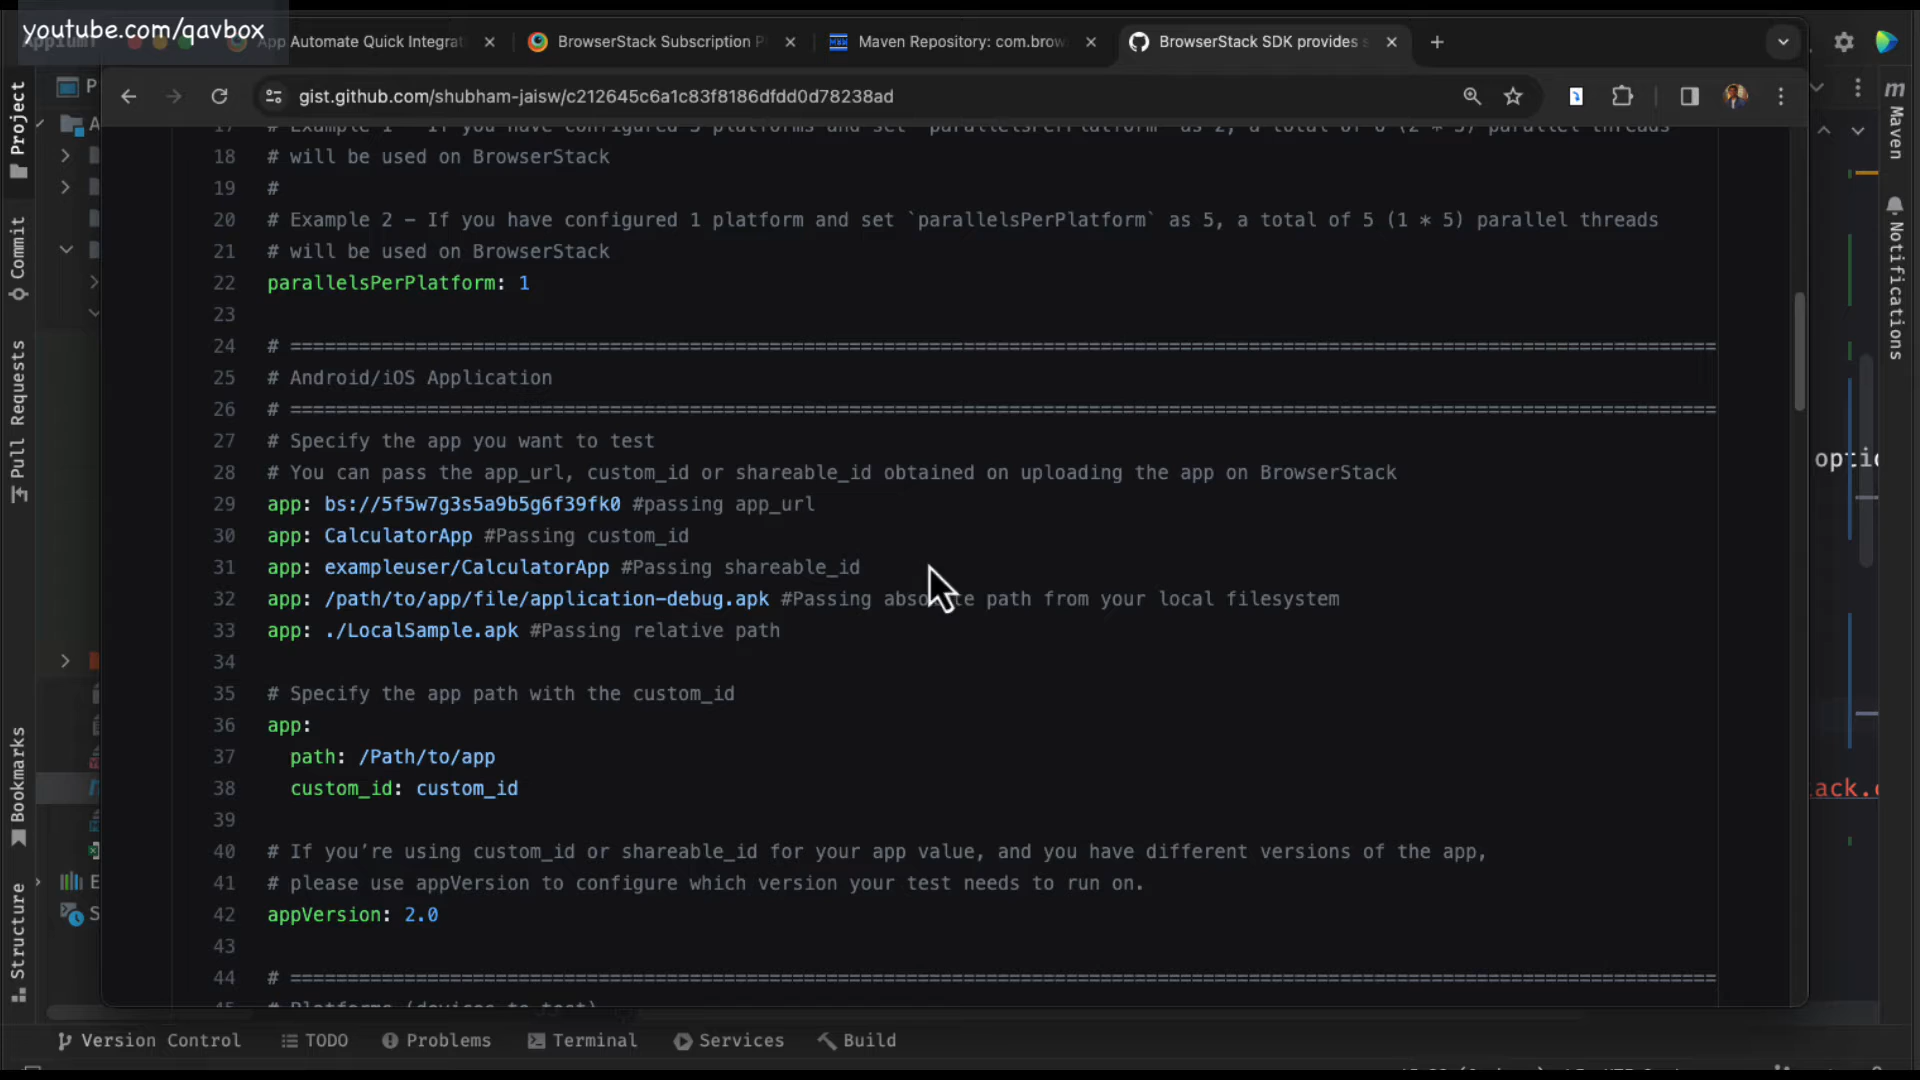 youtube.com/qavbox
App Automate Quick Integrat
BrowserStack Subscription P
Maven Repository: com.brow
BrowserStack SDK provides s
gist.github.com/shubham-jaisw/c212645c6a1c83f8186dfdd0d78238ad
Project
Commit
Pull Requests
Bookmarks
Structure
17 # Example 1 - If you have configured 3 platforms and set `parallelsPerPlatform` as 2, a total of 6 (2 * 3) parallel threads
18 # will be used on BrowserStack
19 #
20 # Example 2 - If you have configured 1 platform and set `parallelsPerPlatform` as 5, a total of 5 (1 * 5) parallel threads
21 # will be used on BrowserStack
22 parallelsPerPlatform: 1
23
24 # ==============================================================================================================================
25 # Android/iOS Application
26 # ==============================================================================================================================
27 # Specify the app you want to test
28 # You can pass the app_url, custom_id or shareable_id obtained on uploading the app on BrowserStack
29 app: bs://5f5w7g3s5a9b5g6f39fk0 #passing app_url
30 app: CalculatorApp #Passing custom_id
31 app: exampleuser/CalculatorApp #Passing shareable_id
32 app: /path/to/app/file/application-debug.apk #Passing absolute path from your local filesystem
33 app: ./LocalSample.apk #Passing relative path
34
35 # Specify the app path with the custom_id
36 app:
37 path: /Path/to/app
38 custom_id: custom_id
39
40 # If you’re using custom_id or shareable_id for your app value, and you have different versions of the app,
41 # please use appVersion to configure which version your test needs to run on.
42 appVersion: 2.0
43
44 # ==============================================================================================================================
45 # Platforms (devices to test)
m Maven
Notifications
optio
ack.
Version Control
TODO
Problems
Terminal
Services
Build